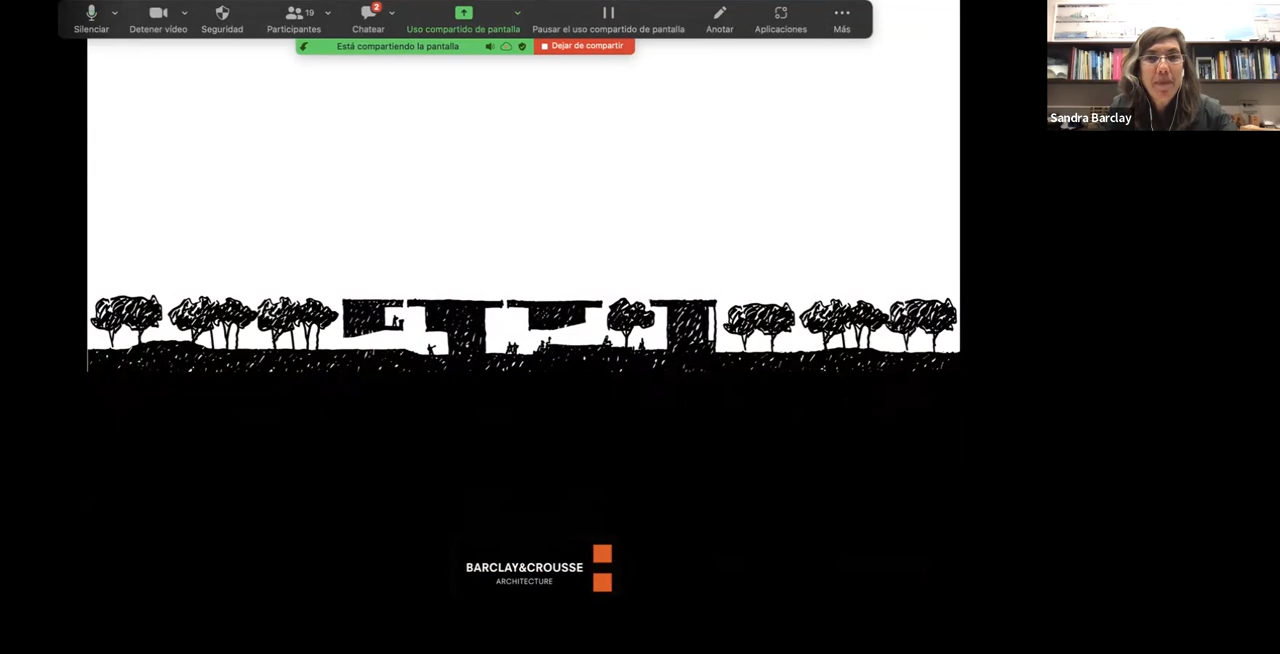 Silenciar
Detener vídeo
Seguridad
Participantes
19
Chatear
2
Uso compartido de pantalla
Pausar el uso compartido de pantalla
Anotar
Aplicaciones
Más
Está compartiendo la pantalla
Dejar de compartir
Sandra Barclay
BARCLAY&CROUSSE
ARCHITECTURE